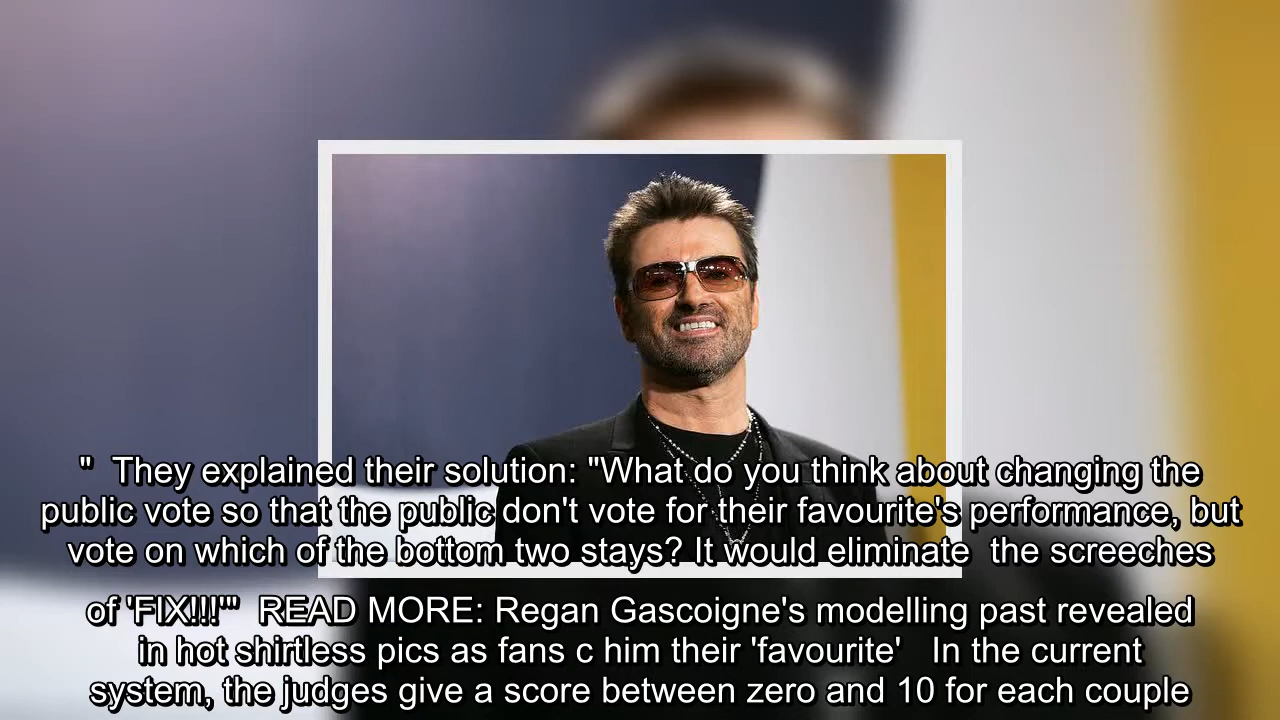 "  They explained their solution: "What do you think about changing the
public vote so that the public don't vote for their favourite's performance, but
vote on which of the bottom two stays? It would eliminate  the screeches
of 'FIX!!!'"  READ MORE: Regan Gascoigne's modelling past revealed
in hot shirtless pics as fans c him their 'favourite'   In the current
system, the judges give a score between zero and 10 for each couple